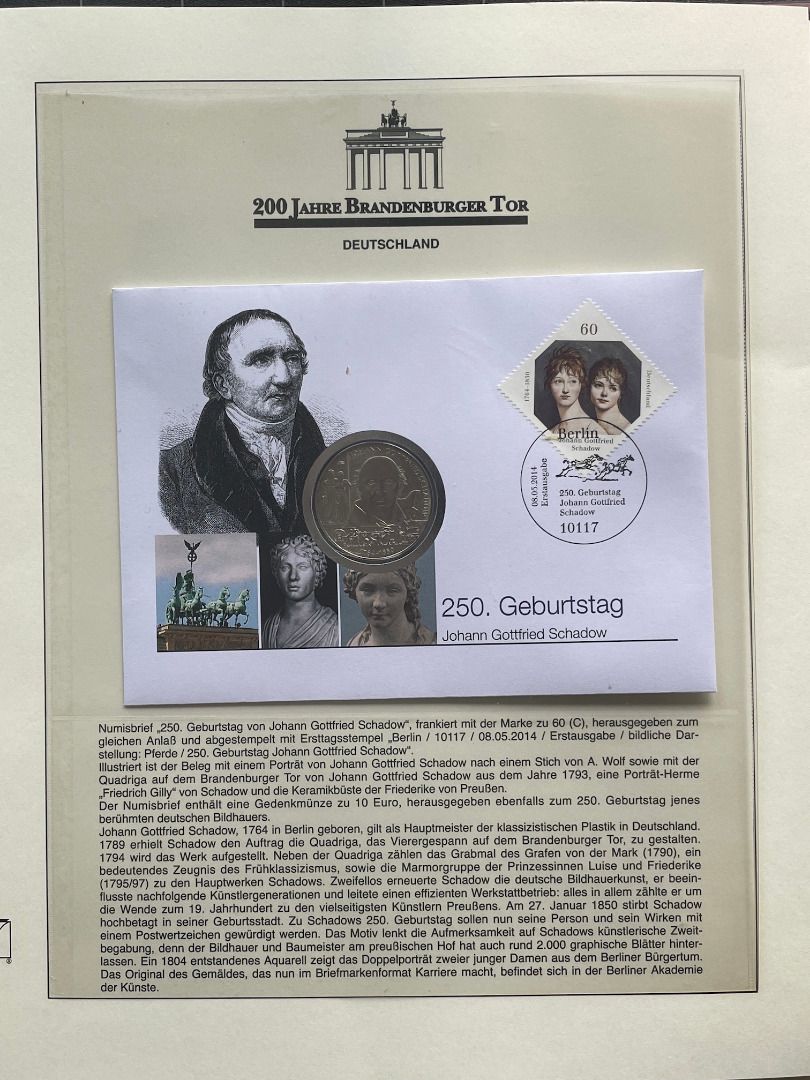 200 JAHRE BRANDENBURGER TOR
DEUTSCHLAND
60
1764-1850
Deutschland
Johann Gottfried
Schadow
Berlin
08.05.2014
Erstausgabe
250. Geburtstag
Johann Gottfried
Schadow
10117
250. Geburtstag
Johann Gottfried Schadow
Numisbrief „250. Geburtstag von Johann Gottfried Schadow“, frankiert mit der Marke zu 60 (C), herausgegeben zum
gleichen Anlaß und abgestempelt mit Ersttagsstempel „Berlin / 10117 / 08.05.2014 / Erstausgabe / bildliche Dar-
stellung: Pferde / 250. Geburtstag Johann Gottfried Schadow“.
Illustriert ist der Beleg mit einem Porträt von Johann Gottfried Schadow nach einem Stich von A. Wolf sowie mit der
Quadriga auf dem Brandenburger Tor von Johann Gottfried Schadow aus dem Jahre 1793, eine Porträt-Herme
„Friedrich Gilly“ von Schadow und die Keramikbüste der Friederike von Preußen.
Der Numisbrief enthält eine Gedenkmünze zu 10 Euro, herausgegeben ebenfalls zum 250. Geburtstag jenes
berühmten deutschen Bildhauers.
Johann Gottfried Schadow, 1764 in Berlin geboren, gilt als Hauptmeister der klassizistischen Plastik in Deutschland.
1789 erhielt Schadow den Auftrag die Quadriga, das Vierergespann auf dem Brandenburger Tor, zu gestalten.
1794 wird das Werk aufgestellt. Neben der Quadriga zählen das Grabmal des Grafen von der Mark (1790), ein
bedeutendes Zeugnis des Frühklassizismus, sowie die Marmorgruppe der Prinzessinnen Luise und Friederike
(1795/97) zu den Hauptwerken Schadows. Zweifellos erneuerte Schadow die deutsche Bildhauerkunst, er beein-
flusste nachfolgende Künstlergenerationen und leitete einen effizienten Werkstattbetrieb: alles in allem zählte er um
die Wende zum 19. Jahrhundert zu den vielseitigsten Künstlern Preußens. Am 27. Januar 1850 stirbt Schadow
hochbetagt in seiner Geburtsstadt. Zu Schadows 250. Geburtstag sollen nun seine Person und sein Wirken mit
einem Postwertzeichen gewürdigt werden. Das Motiv lenkt die Aufmerksamkeit auf Schadows künstlerische Zweit-
begabung, denn der Bildhauer und Baumeister am preußischen Hof hat auch rund 2.000 graphische Blätter hinter-
lassen. Ein 1804 entstandenes Aquarell zeigt das Doppelporträt zweier junger Damen aus dem Berliner Bürgertum.
Das Original des Gemäldes, das nun im Briefmarkenformat Karriere macht, befindet sich in der Berliner Akademie
der Künste.